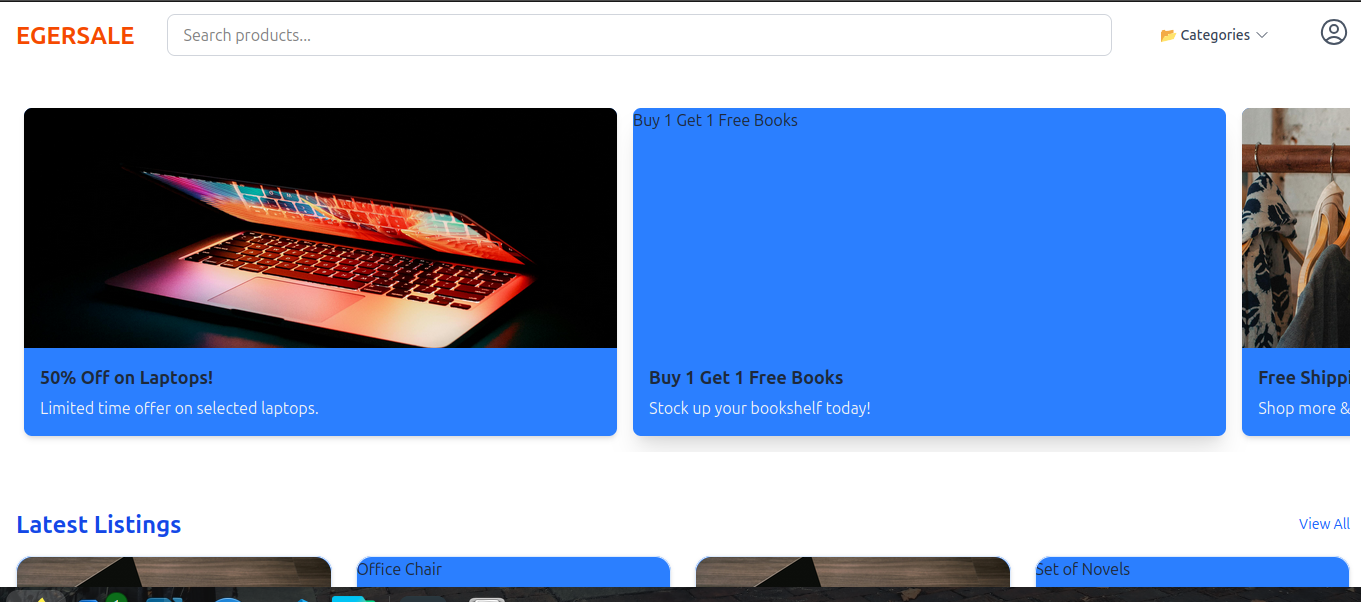 EGERSALE
Search products...
Categories
Buy 1 Get 1 Free Books
50% Off on Laptops!
Limited time offer on selected laptops.
Buy 1 Get 1 Free Books
Stock up your bookshelf today!
Free Shippi
Shop more &
Latest Listings
View All
Office Chair
Set of Novels